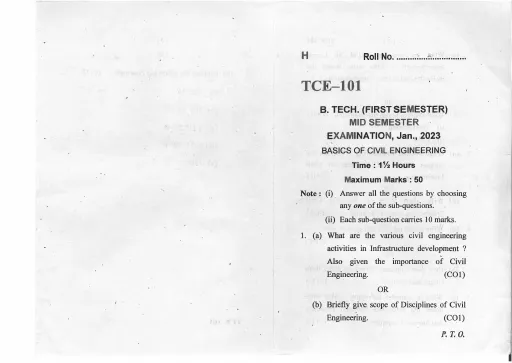 H Roll No. ..............................
TCE–101
B. TECH. (FIRST SEMESTER)
MID SEMESTER
EXAMINATION, Jan., 2023
BASICS OF CIVIL ENGINEERING
Time : 1½ Hours
Maximum Marks : 50
Note : (i) Answer all the questions by choosing
any one of the sub-questions.
(ii) Each sub-question carries 10 marks.
1. (a) What are the various civil engineering
activities in Infrastructure development ?
Also given the importance of Civil
Engineering. (CO1)
OR
(b) Briefly give scope of Disciplines of Civil
Engineering. (CO1)
P. T. O.